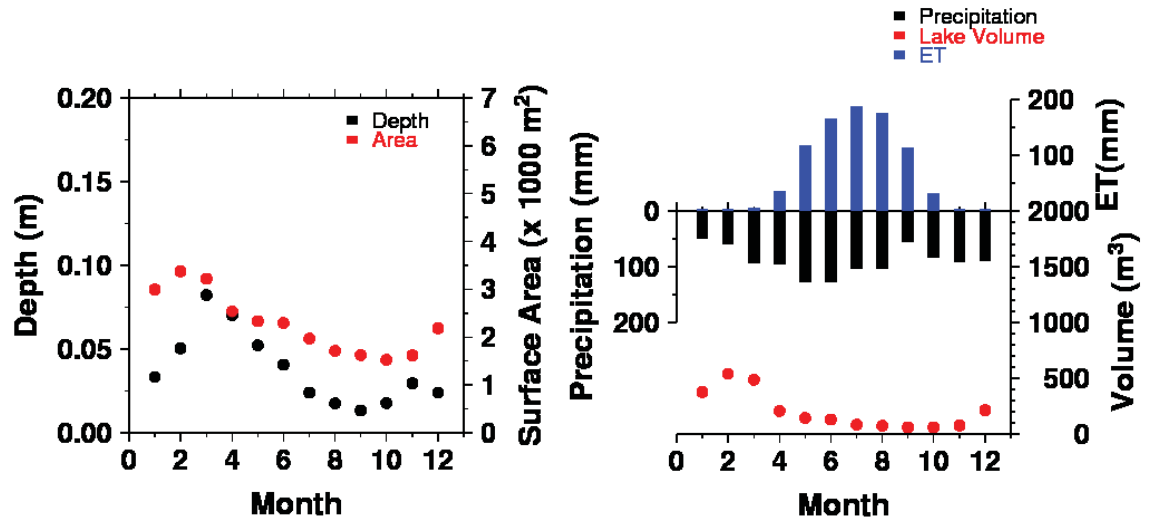 Precipitation
Lake Volume
ET
0.20
0.15
0.10
0.05
0.00
Depth (m)
Depth
Area
7
6
5
4
3
2
1
0
Surface Area (x 1000 m²)
0 2 4 6 8 10 12
Month
Precipitation (mm)
0
100
200
200
100
ET(mm)
2000
1500
1000
500
0
Volume (m³)
0 2 4 6 8 10 12
Month